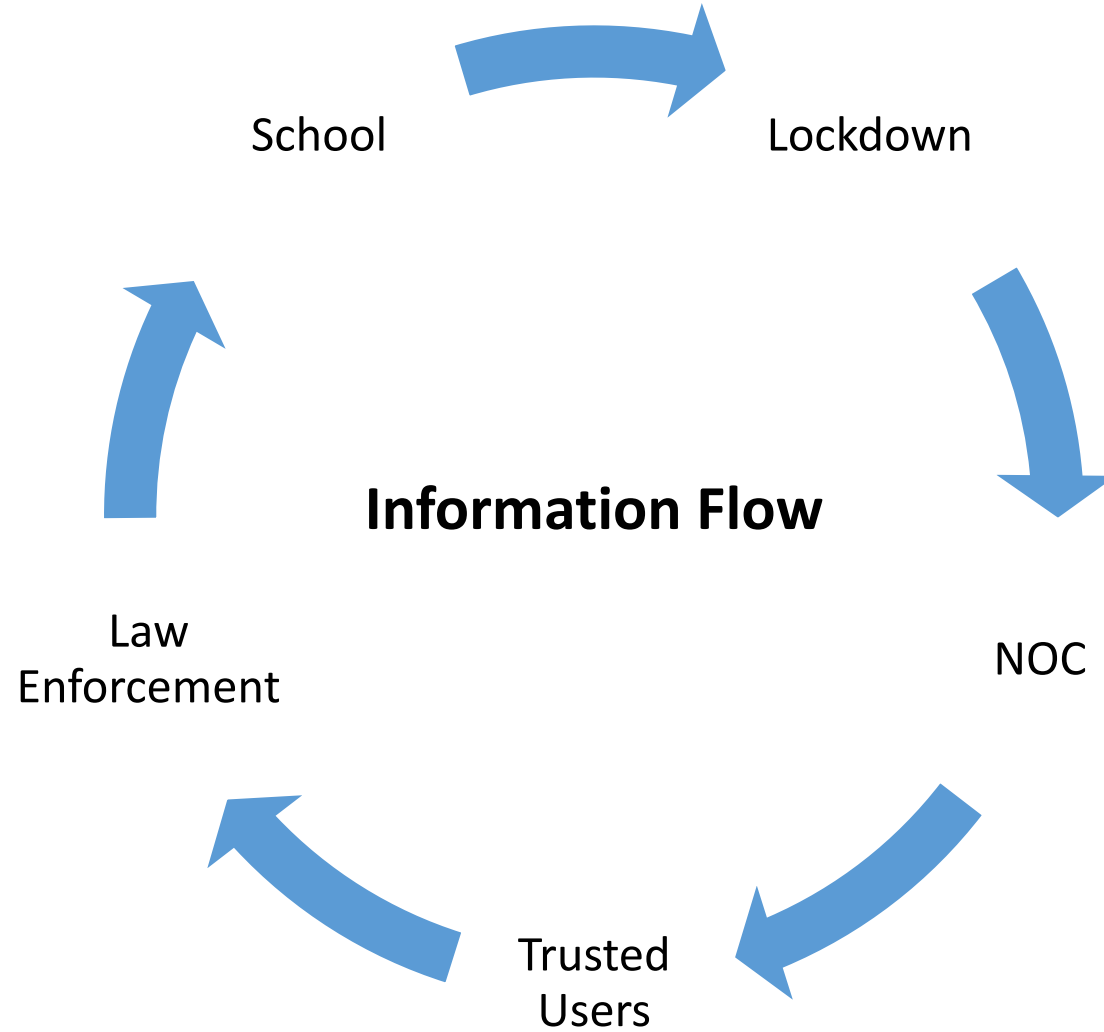 School
Lockdown
Information Flow
Law
Enforcement
NOC
Trusted
Users